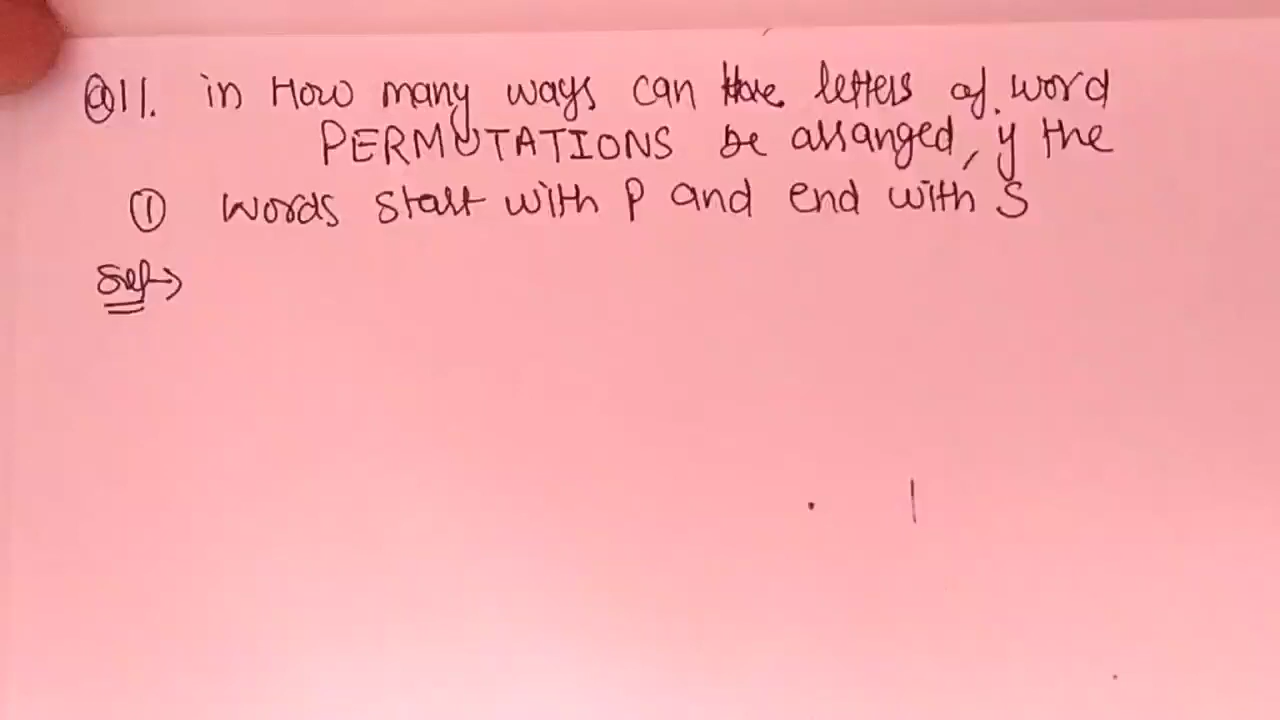 Q11. in How many ways can the letters of word
PERMUTATIONS be arranged, if the
① words start with P and end with S
Sol→